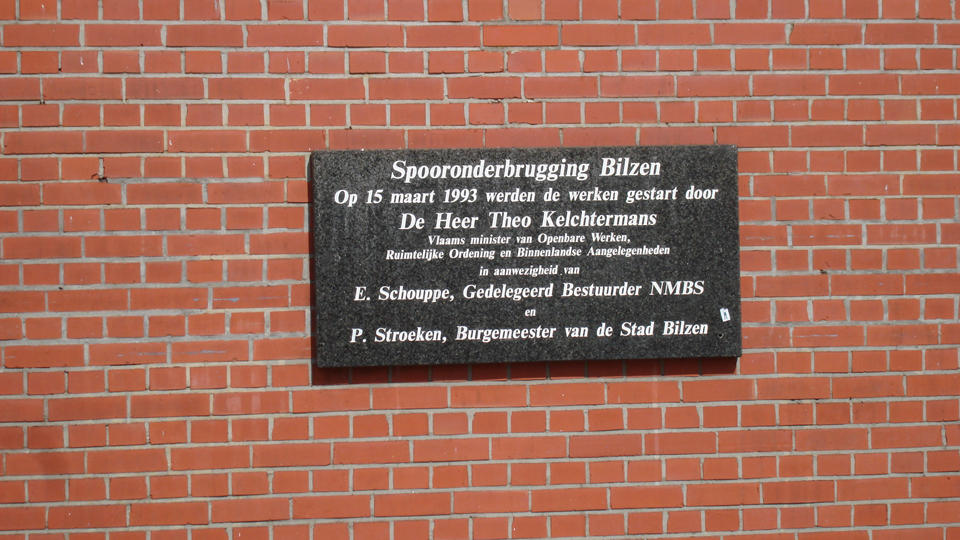 Spooronderbrugging Bilzen
Op 15 maart 1993 werden de werken gestart door
De Heer Theo Kelchtermans
Vlaams minister van Openbare Werken,
Ruimtelijke Ordening en Binnenlandse Aangelegenheden
in aanwezigheid van
E. Schouppe, Gedelegeerd Bestuurder NMBS
en
P. Stroeken, Burgemeester van de Stad Bilzen